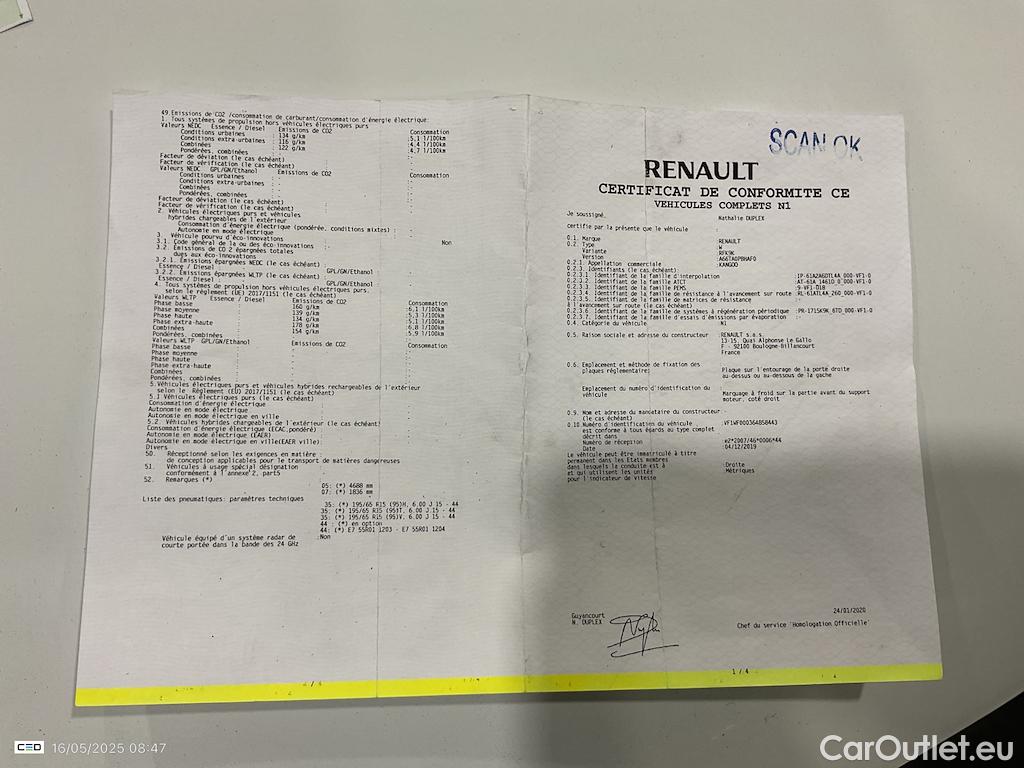 49.Emissions de CO2 /consommation de carburant/consommation d'énergie électrique:
1. Tous systèmes de propulsion hors véhicules électriques purs
Valeurs NEDC Essence / Diesel Emissions de CO2 Consommation
Conditions urbaines : 134 g/km :5,1 l/100km
Conditions extra-urbaines : 116 g/km :4,4 l/100km
Combinées : 122 g/km :4,7 l/100km
Pondérées, combinées : - :-
Facteur de déviation (le cas échéant) :-
Facteur de vérification (le cas échéant) :-
Valeurs NEDC GPL/GN/Ethanol Emissions de CO2 Consommation
Conditions urbaines : - :-
Conditions extra-urbaines : - :-
Combinées : - :-
Pondérées, combinées : - :-
Facteur de déviation (le cas échéant) :-
Facteur de vérification (le cas échéant) :-
2. Véhicules électriques purs et véhicules
hybrides chargeables de l'extérieur
Consommation d'énergie électrique (pondérée, conditions mixtes) : -
Autonomie en mode électrique :-
3. Véhicule pourvu d'éco-innovations Non
3.1. Code général de la ou des éco-innovations :-
3.2. Emissions de CO 2 épargnées totales
dues aux éco-innovations
3.2.1. Emissions épargnées NEDC (le cas échéant)
Essence / Diesel : GPL/GN/Ethanol :-
3.2.2. Emissions épargnées WLTP (le cas échéant)
Essence / Diesel : GPL/GN/Ethanol :-
4. Tous systèmes de propulsion hors véhicules électriques purs,
selon le règlement (UE) 2017/1151 (le cas échéant)
Valeurs WLTP Essence / Diesel Emissions de CO2 Consommation
Phase basse : 160 g/km :6,1 l/100km
Phase moyenne : 139 g/km :5,3 l/100km
Phase haute : 134 g/km :5,1 l/100km
Phase extra-haute : 178 g/km :6,8 l/100km
Combinées : 154 g/km :5,9 l/100km
Pondérées, combinées : - :-
Valeurs WLTP GPL/GN/Ethanol Emissions de CO2 Consommation
Phase basse : - :-
Phase moyenne : - :-
Phase haute : - :-
Phase extra-haute : - :-
Combinées : - :-
Pondérées, combinées : - :-
5.Véhicules électriques purs et véhicules hybrides rechargeables de l'extérieur
selon le Règlement (EU) 2017/1151 (le cas échéant)
5.1 Véhicules électriques purs (le cas échéant)
Consommation d'énergie électrique :-
Autonomie en mode électrique :-
Autonomie en mode électrique en ville :-
5.2. Véhicules hybrides chargeables de l'extérieur (le cas échéant)
Consommation d'énergie électrique (ECAC,pondéré) :-
Autonomie en mode électrique (EAER) :-
Autonomie en mode électrique en ville(EAER ville):-
Divers
50. Réceptionné selon les exigences en matière :-
de conception applicables pour le transport de matières dangereuses
51. Véhicules à usage spécial désignation :-
conformément à l'annexe 2, part5
52. Remarques (*)
05: (*) 4688 mm
07: (*) 1836 mm
Liste des pneumatics: paramètres techniques
35: (*) 195/65 R15 (95)H, 6.00 J 15 - 44
35: (*) 195/65 R15 (95)T, 6.00 J 15 - 44
35: (*) 195/65 R15 (95)V, 6.00 J 15 - 44
44 : (*) en option
44: (*) E7 55R01 1203 - E7 55R01 1204
Véhicule équipé d'un système radar de :Non
courte portée dans la bande des 24 GHz
4 / 4
SCAN OK
RENAULT
CERTIFICAT DE CONFORMITE CE
VEHICULES COMPLETS N1
Je soussigné, Nathalie DUPLEX
certifie par la présente que le véhicule :
0.1. Marque :RENAULT
0.2. Type :W
Variante :RFK9K
Version :A66TA0PBHAF0
0.2.1. Appellation commerciale :KANGOO
0.2.3. Identifiants (le cas échéant):
0.2.3.1. Identifiant de la famille d'interpolation :IP-61A2A6DTL4A_000-VF1-0
0.2.3.2. Identifiant de la famille ATCT :AT-61A_1461D_0_000-VF1-0
0.2.3.3. Identifiant de la famille PEMS :9-VF1-D18
0.2.3.4. Identifiant de la famille de résistance à l'avancement sur route :RL-61ATL4A_260_000-VF1-0
0.2.3.5. Identifiant de la famille de matrices de résistance
à l'avancement sur route (le cas échéant) :-
0.2.3.6. Identifiant de la famille de systèmes à régénération périodique :PR-1715K9K_6TD_000-VF1-0
0.2.3.7. Identifiant de la famille d'essais d'émissions par évaporation :-
0.4. Catégorie du véhicule : N1
0.5. Raison sociale et adresse du constructeur :RENAULT s.a.s.
13-15, Quai Alphonse Le Gallo
F - 92100 Boulogne-Billancourt
France
0.6. Emplacement et méthode de fixation des :
plaques réglementaires Plaque sur l'entourage de la porte droite
au-dessus ou au-dessous de la gache
Emplacement du numéro d'identification du :
véhicule Marquage à froid sur la partie avant du support
moteur, coté droit
0.9. Nom et adresse du mandataire du constructeur :-
(le cas échéant)
0.10.Numéro d'identification du véhicule :VF1WF000364858443
est conforme à tous égards au type complet
décrit dans
Numéro de réception :e2*2007/46*0006*44
Date :04/12/2019
Le véhicule peut être immatriculé à titre
permanent dans les Etats membres
dans lesquels la conduite est à :Droite
et qui utilisent les unités :Métriques
pour l'indicateur de vitesse
24/01/2020
Guyancourt
N. DUPLEX
Chef du service "Homologation Officielle"
1 / 4
CEO 16/05/2025 08:47
CarOutlet.eu